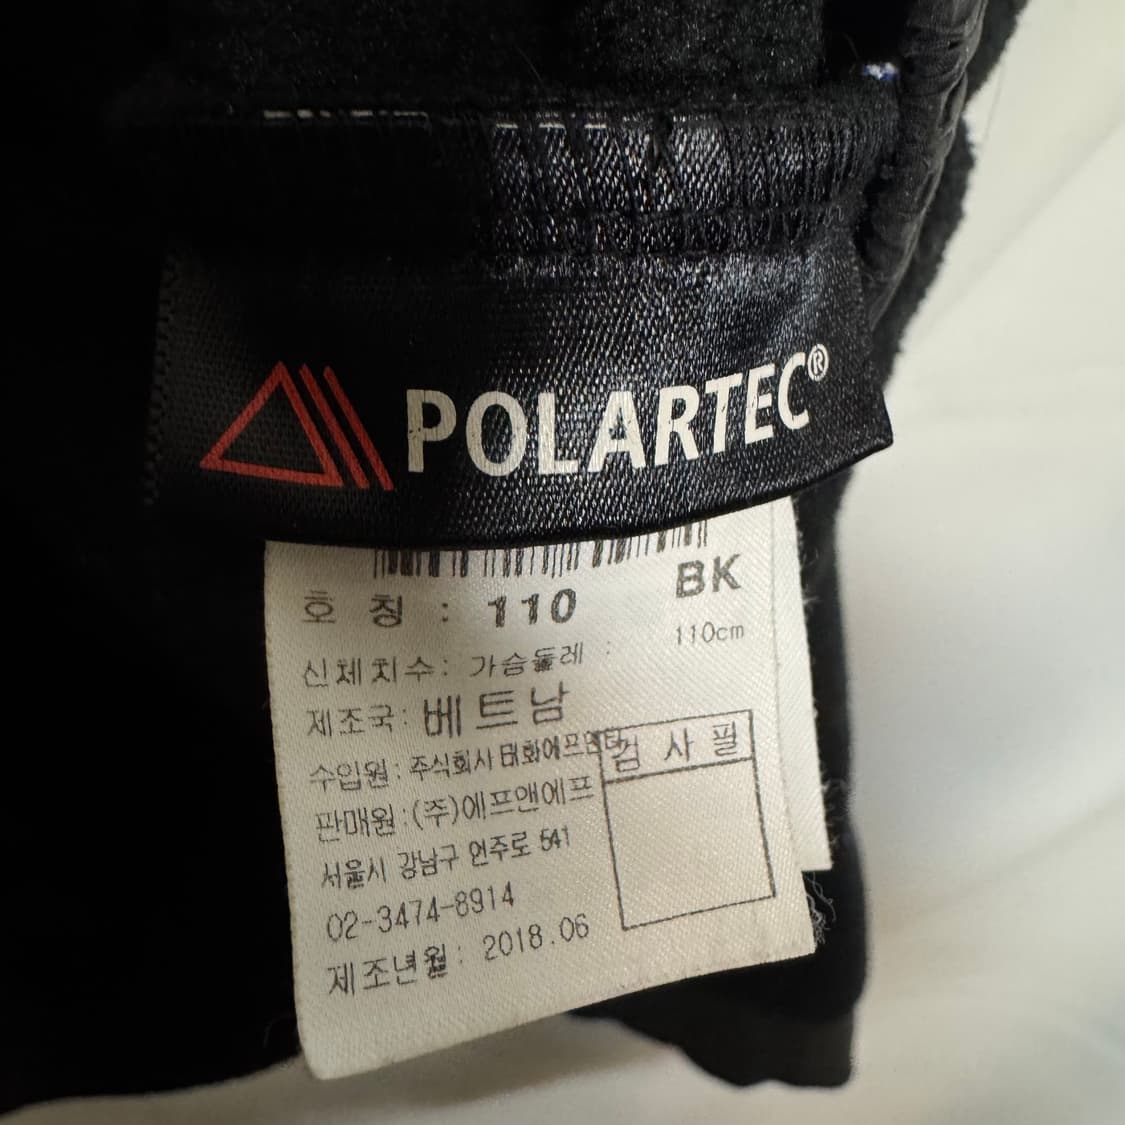 POLARTEC®
BK
호 칭 : 110
110cm
신체치수: 가슴둘레 :
제조국: 베트남
검 사 필
수입원: 주식회사 태화에프엔터
판매원:(주)에프앤에프
서울시 강남구 언주로 541
02-3474-8914
제조년월: 2018.06